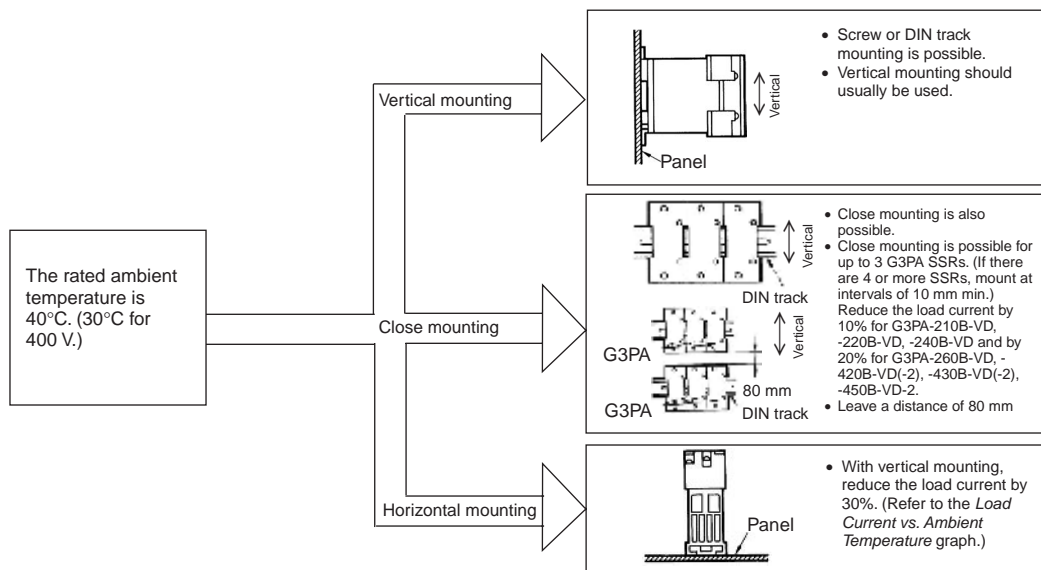 The rated ambient
temperature is
40°C. (30°C for
400 V.)
Vertical mounting
Vertical
Panel
• Screw or DIN track
mounting is possible.
• Vertical mounting should
usually be used.
Close mounting
Vertical
DIN track
Vertical
G3PA
80 mm
G3PA
DIN track
• Close mounting is also
possible.
• Close mounting is possible for
up to 3 G3PA SSRs. (If there
are 4 or more SSRs, mount at
intervals of 10 mm min.)
Reduce the load current by
10% for G3PA-210B-VD,
-220B-VD, -240B-VD and by
20% for G3PA-260B-VD, -
420B-VD(-2), -430B-VD(-2),
-450B-VD-2.
• Leave a distance of 80 mm
Horizontal mounting
Panel
• With vertical mounting,
reduce the load current by
30%. (Refer to the Load
Current vs. Ambient
Temperature graph.)